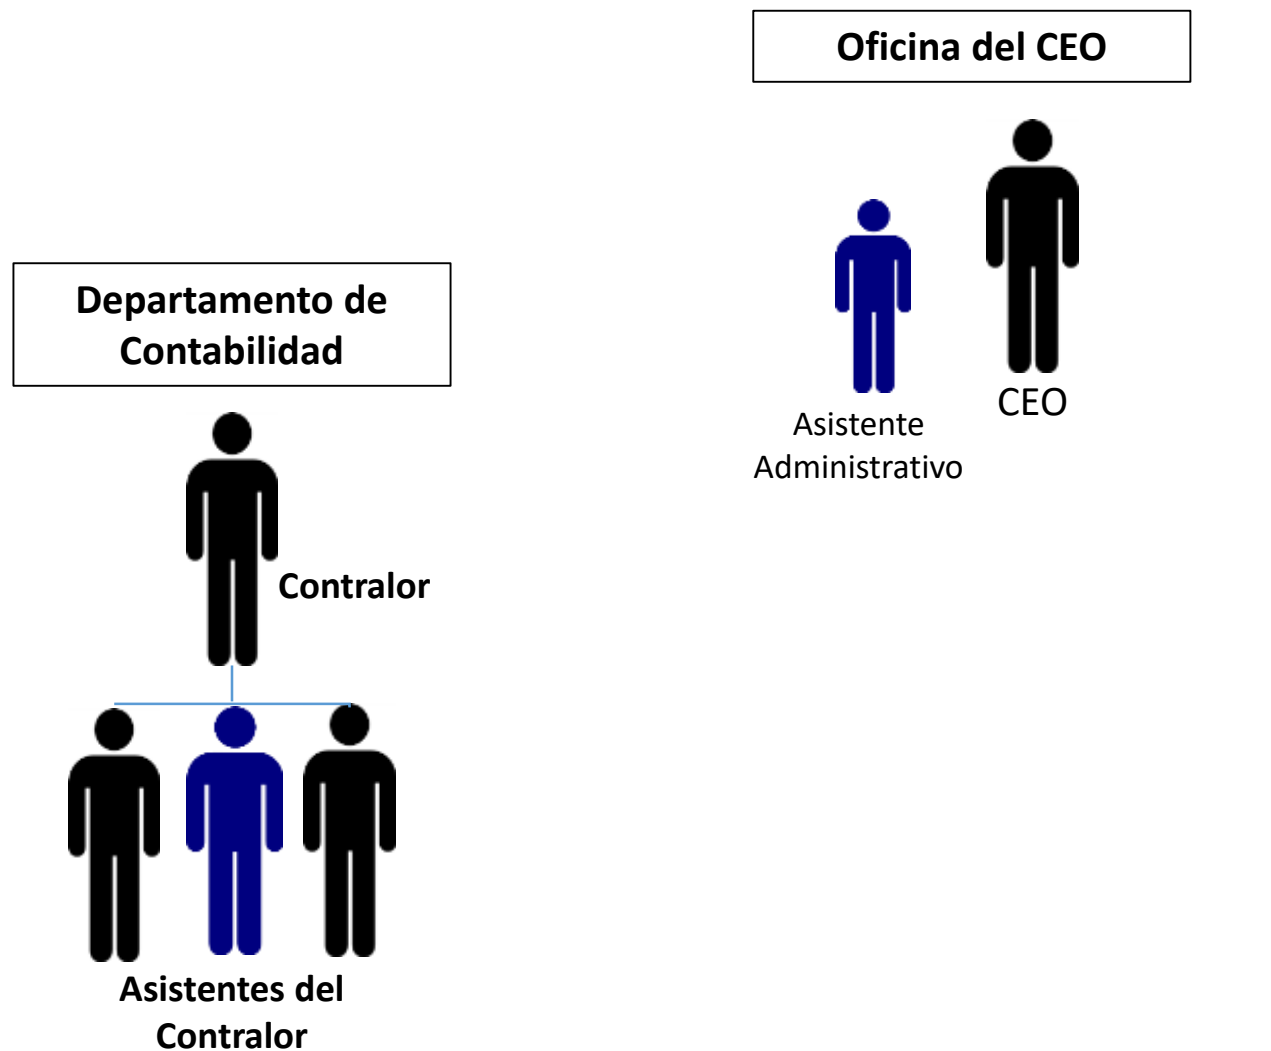 Oficina del CEO
CEO
Asistente
Administrativo
Departamento de
Contabilidad
Contralor
Asistentes del
Contralor